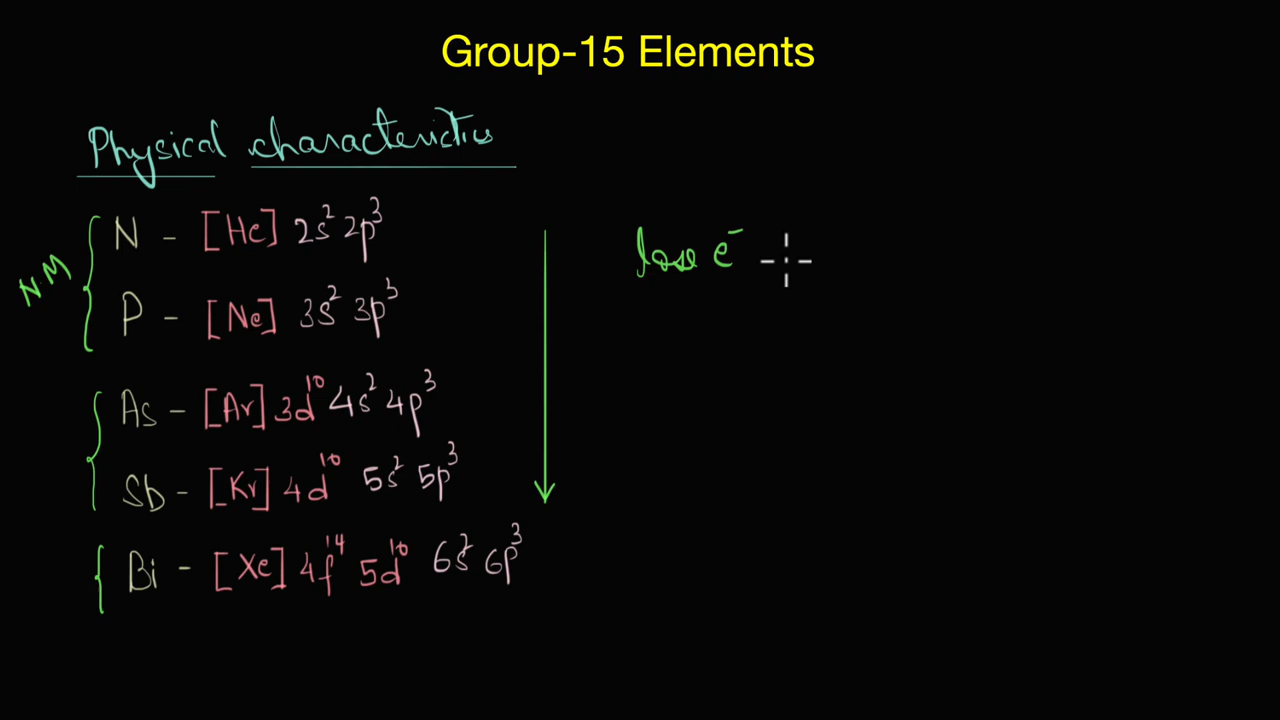 Group-15 Elements
Physical characteristics
N - [He] 2s² 2p³
lose e⁻
N.M
P - [Ne] 3s² 3p³
As - [Ar] 3d¹⁰ 4s² 4p³
Sb - [Kr] 4d¹⁰ 5s² 5p³
Bi - [Xe] 4f¹⁴ 5d¹⁰ 6s² 6p³